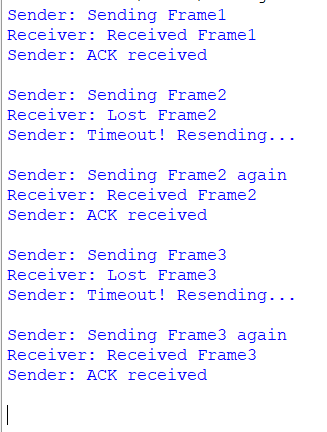 Sender: Sending Frame1
Receiver: Received Frame1
Sender: ACK received
Sender: Sending Frame2
Receiver: Lost Frame2
Sender: Timeout! Resending...
Sender: Sending Frame2 again
Receiver: Received Frame2
Sender: ACK received
Sender: Sending Frame3
Receiver: Lost Frame3
Sender: Timeout! Resending...
Sender: Sending Frame3 again
Receiver: Received Frame3
Sender: ACK received